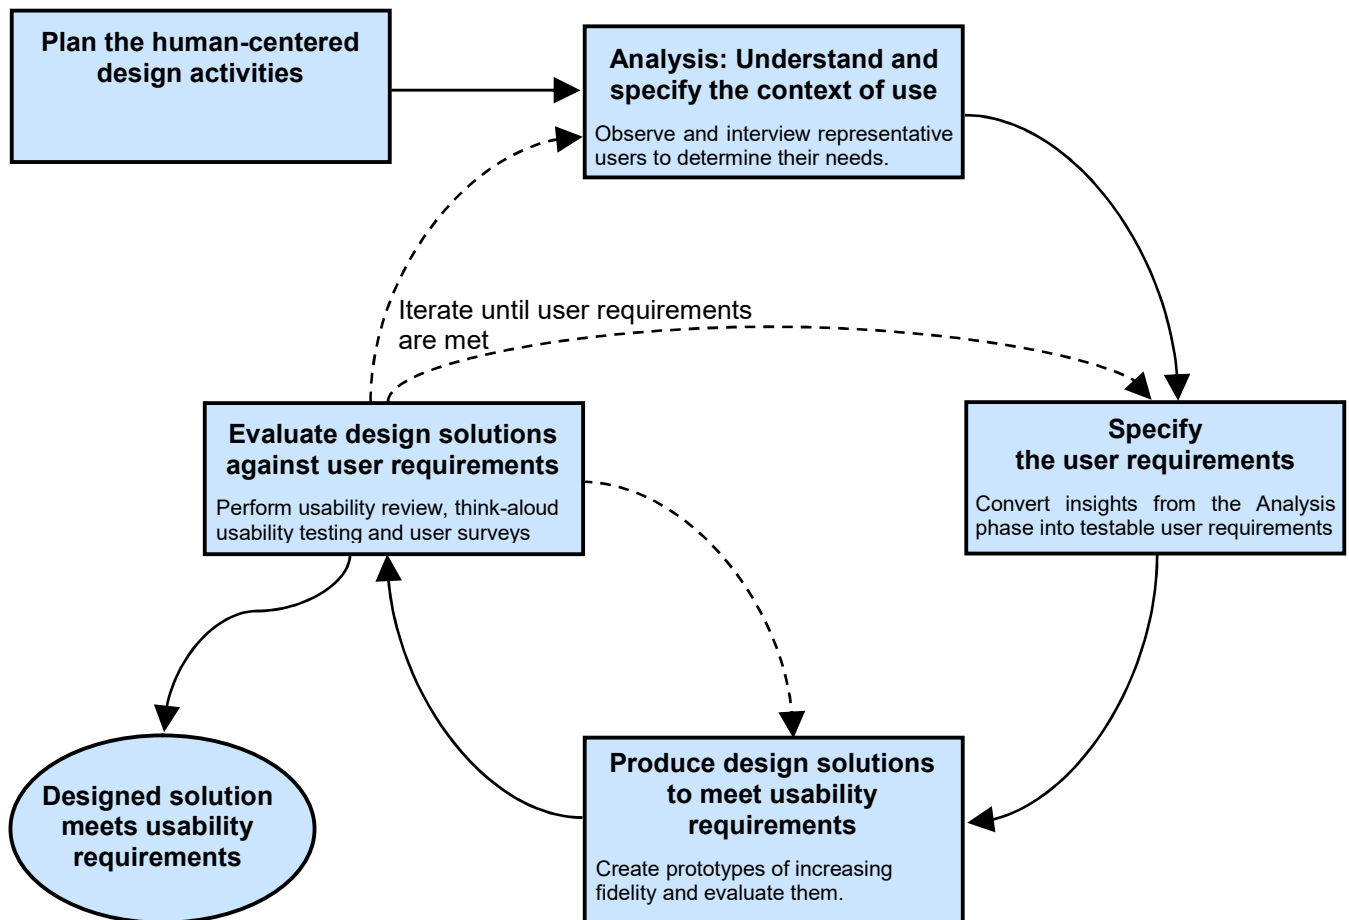 Plan the human-centered
design activities
Analysis: Understand and
specify the context of use
Observe and interview representative
users to determine their needs.
Iterate until user requirements
are met
Evaluate design solutions
against user requirements
Perform usability review, think-aloud
usability testing and user surveys
Specify
the user requirements
Convert insights from the Analysis
phase into testable user requirements
Designed solution
meets usability
requirements
Produce design solutions
to meet usability
requirements
Create prototypes of increasing
fidelity and evaluate them.